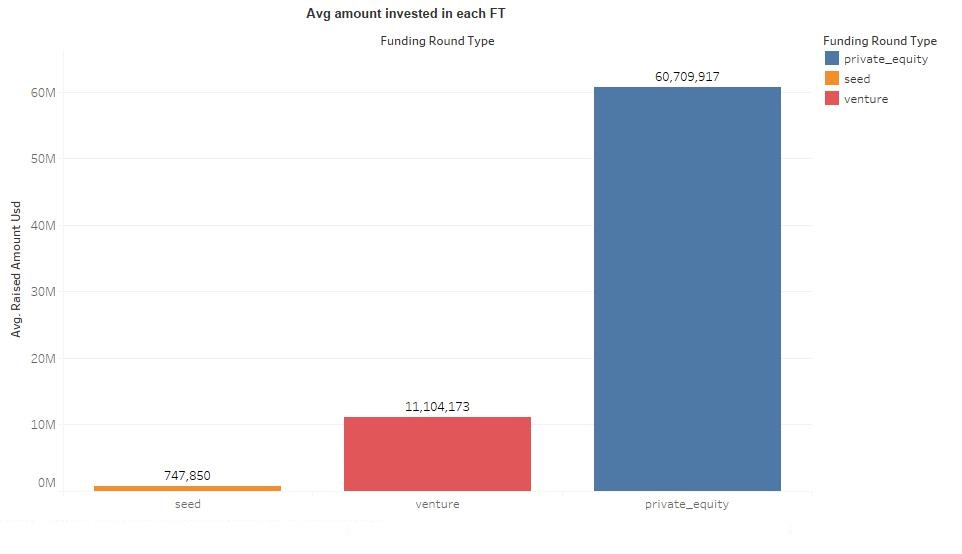 Avg amount invested in each FT
Funding Round Type
Funding Round Type
private_equity
seed
venture
60,709,917
11,104,173
747,850
60M
50M
40M
30M
20M
10M
0M
Avg. Raised Amount Usd
seed
venture
private_equity